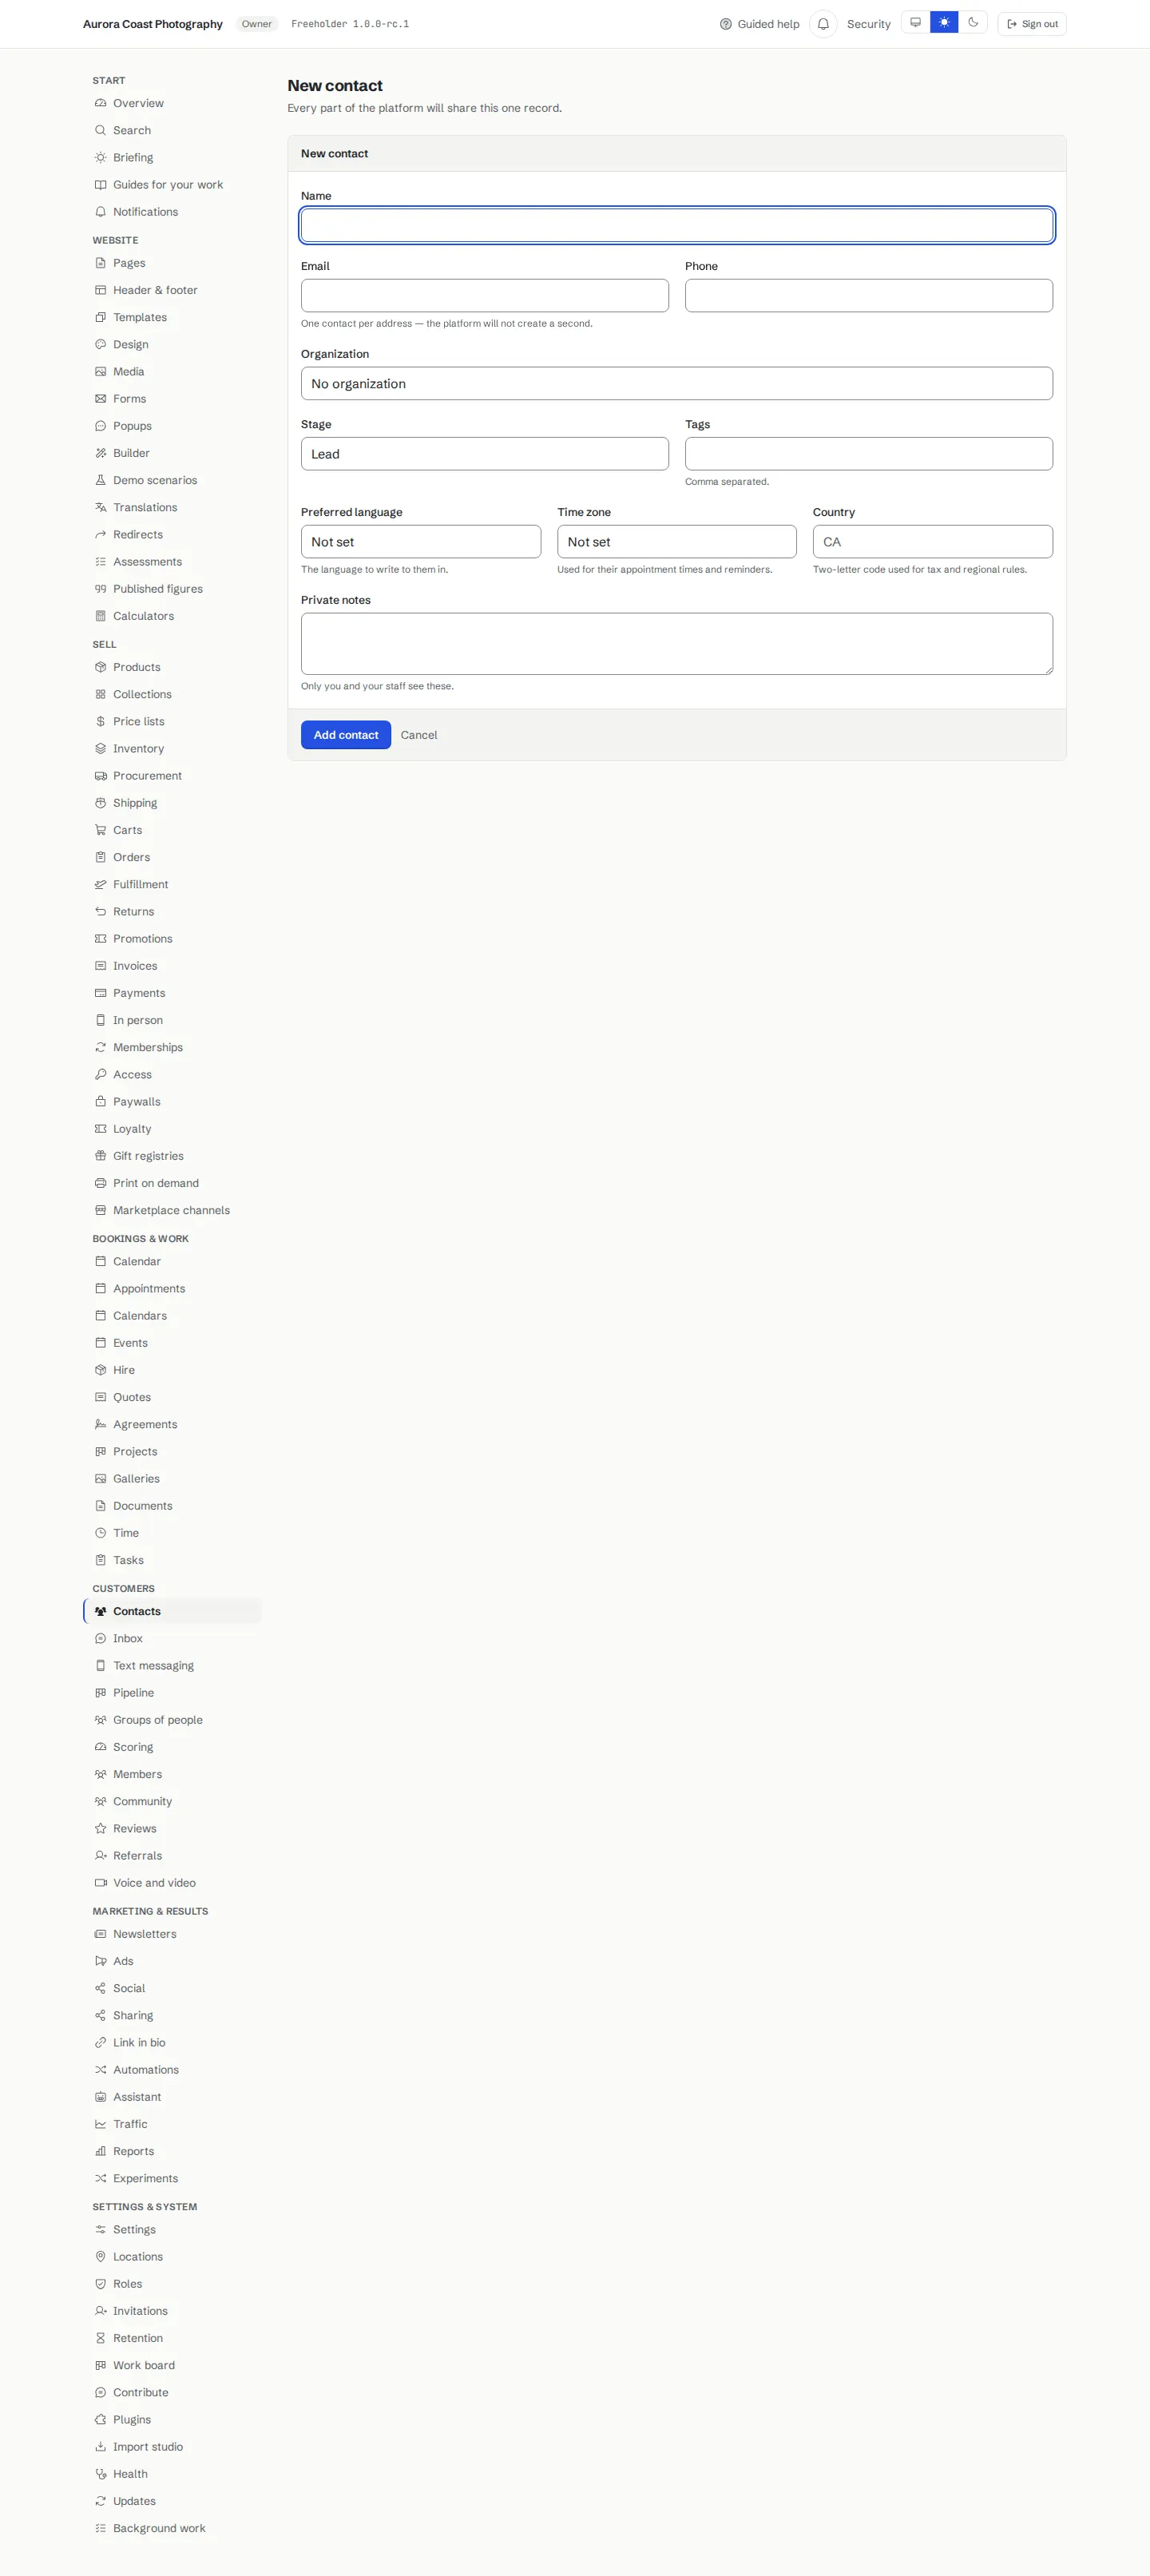 Aurora Coast Photography Owner Freeholder 1.0.0-rc.1 Guided help Security Sign out
START
Overview
Search
Briefing
Guides for your work
Notifications
WEBSITE
Pages
Header & footer
Templates
Design
Media
Forms
Popups
Builder
Demo scenarios
Translations
Redirects
Assessments
Published figures
Calculators
SELL
Products
Collections
Price lists
Inventory
Procurement
Shipping
Carts
Orders
Fulfillment
Returns
Promotions
Invoices
Payments
In person
Memberships
Access
Paywalls
Loyalty
Gift registries
Print on demand
Marketplace channels
BOOKINGS & WORK
Calendar
Appointments
Calendars
Events
Hire
Quotes
Agreements
Projects
Galleries
Documents
Time
Tasks
CUSTOMERS
Contacts
Inbox
Text messaging
Pipeline
Groups of people
Scoring
Members
Community
Reviews
Referrals
Voice and video
MARKETING & RESULTS
Newsletters
Ads
Social
Sharing
Link in bio
Automations
Assistant
Traffic
Reports
Experiments
SETTINGS & SYSTEM
Settings
Locations
Roles
Invitations
Retention
Work board
Contribute
Plugins
Import studio
Health
Updates
Background work
New contact
Every part of the platform will share this one record.
New contact
Name
Email Phone
One contact per address — the platform will not create a second.
Organization
No organization
Stage Tags
Lead
Comma separated.
Preferred language Time zone Country
Not set Not set CA
The language to write to them in. Used for their appointment times and reminders. Two-letter code used for tax and regional rules.
Private notes
Only you and your staff see these.
Add contact Cancel